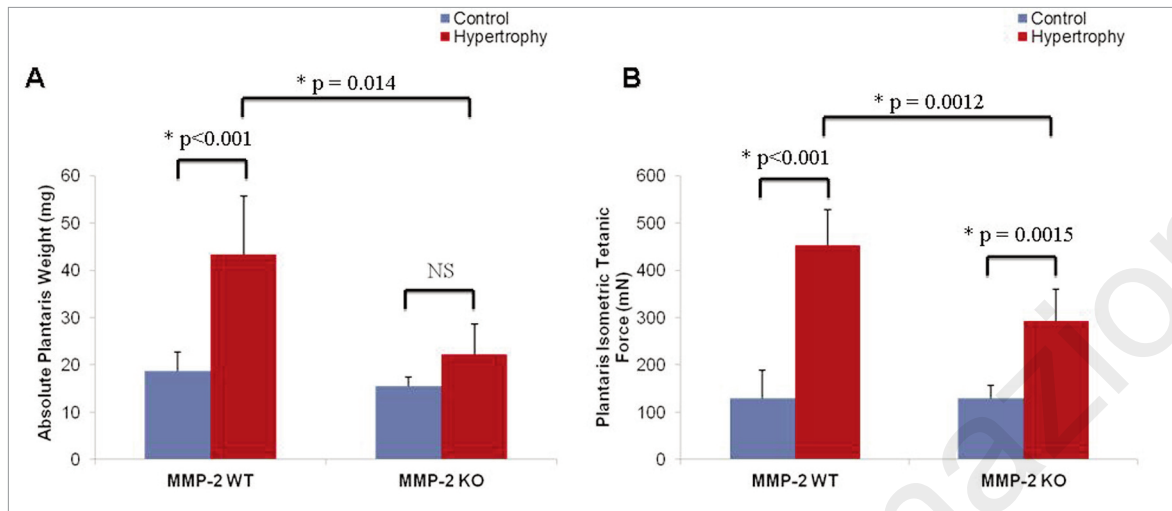 Control
Hypertrophy
A
* p = 0.014
* p<0.001
NS
Absolute Plantaris Weight (mg)
60
50
40
30
20
10
0
MMP-2 WT
MMP-2 KO
Control
Hypertrophy
B
* p = 0.0012
* p<0.001
* p = 0.0015
Plantaris Isometric Tetanic
Force (mN)
600
500
400
300
200
100
0
MMP-2 WT
MMP-2 KO